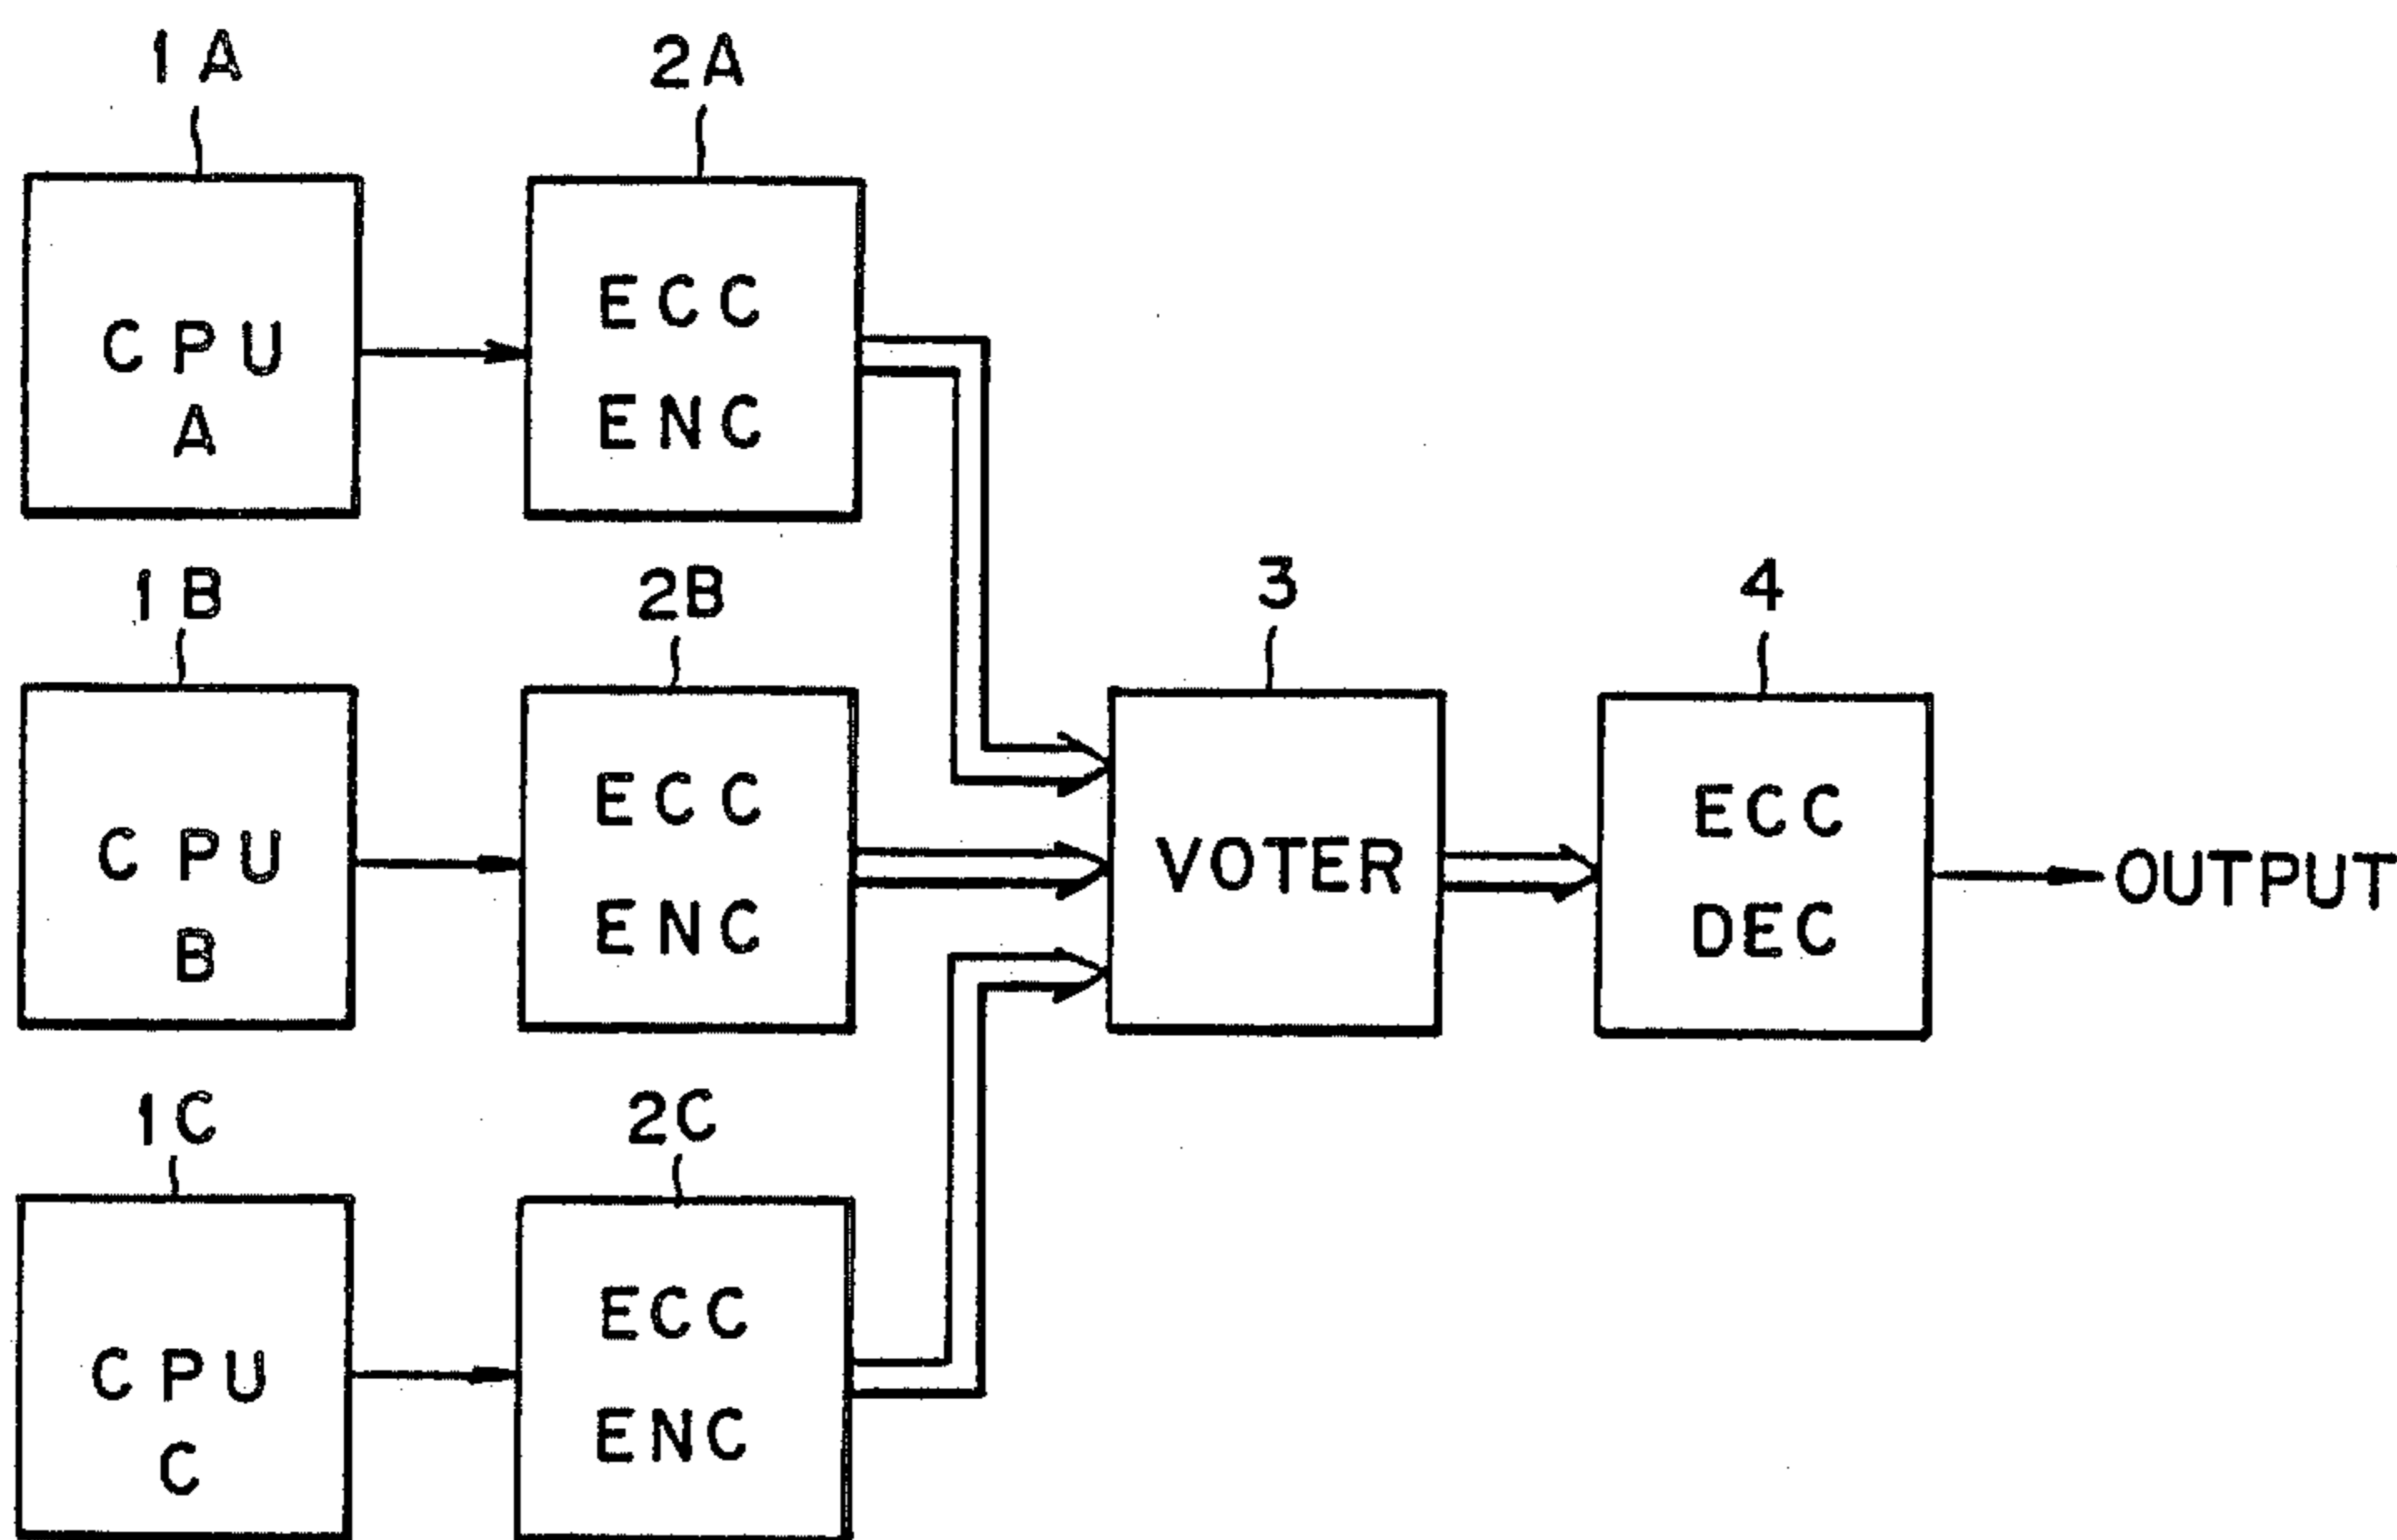 1A
2A
CPU
A
ECC
ENC
1B
2B
3
4
CPU
B
ECC
ENC
VOTER
ECC
DEC
OUTPUT
1C
2C
CPU
C
ECC
ENC